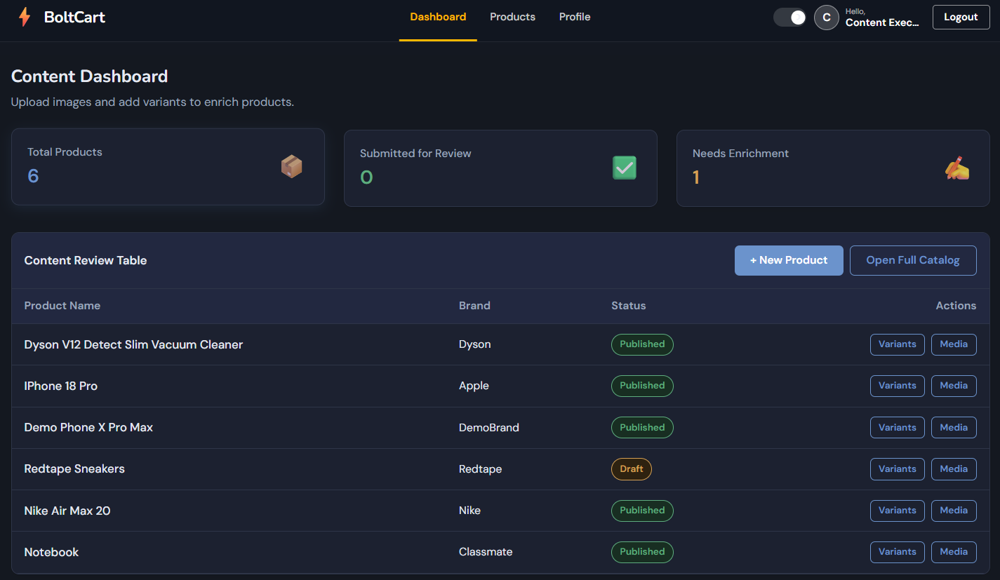 BoltCart
Dashboard Products Profile
C
Hello,
Content Exec...
Logout
Content Dashboard
Upload images and add variants to enrich products.
Total Products
6
Submitted for Review
0
Needs Enrichment
1
Content Review Table
+ New Product
Open Full Catalog
Product Name Brand Status Actions
Dyson V12 Detect Slim Vacuum Cleaner Dyson Published Variants Media
IPhone 18 Pro Apple Published Variants Media
Demo Phone X Pro Max DemoBrand Published Variants Media
Redtape Sneakers Redtape Draft Variants Media
Nike Air Max 20 Nike Published Variants Media
Notebook Classmate Published Variants Media